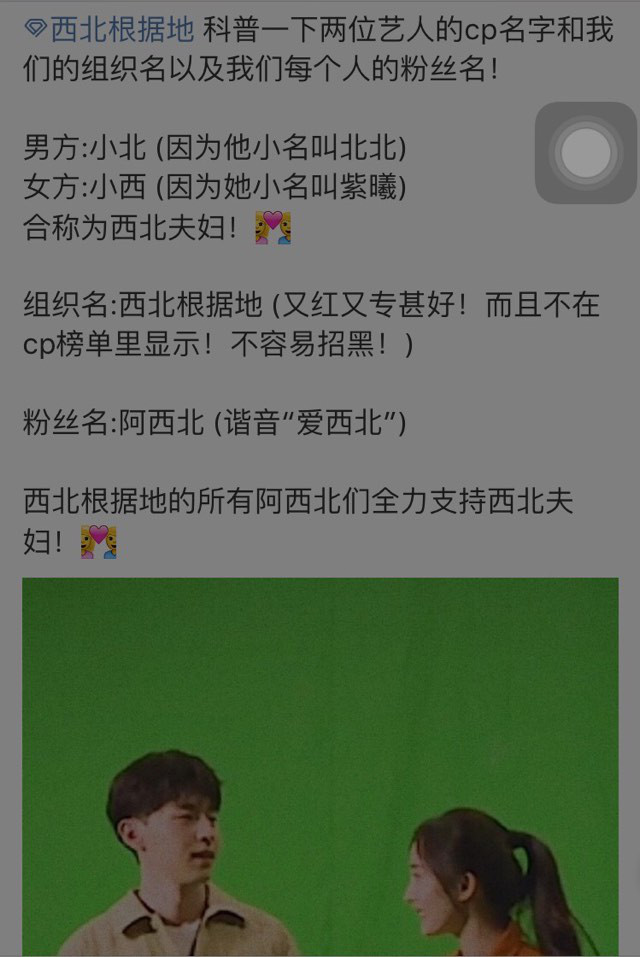 西北根据地 科普一下两位艺人的cp名字和我
们的组织名以及我们每个人的粉丝名！
男方:小北 (因为他小名叫北北)
女方:小西 (因为她小名叫紫曦)
合称为西北夫妇！💑
组织名:西北根据地 (又红又专甚好！而且不在
cp榜单里显示！不容易招黑！)
粉丝名:阿西北 (谐音“爱西北”)
西北根据地的所有阿西北们全力支持西北夫
妇！💑